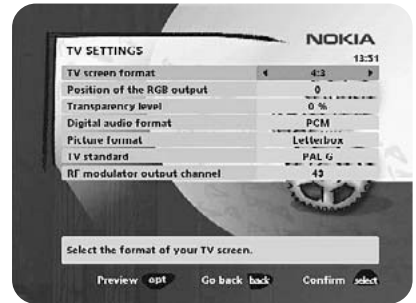 NOKIA
TV SETTINGS
13:51
TV screen format 4:3
Position of the RGB output 0
Transparency level 0 %
Digital audio format PCM
Picture format Letterbox
TV standard PAL G
RF modulator output channel 43
Select the format of your TV screen.
Preview opt Go back back Confirm select